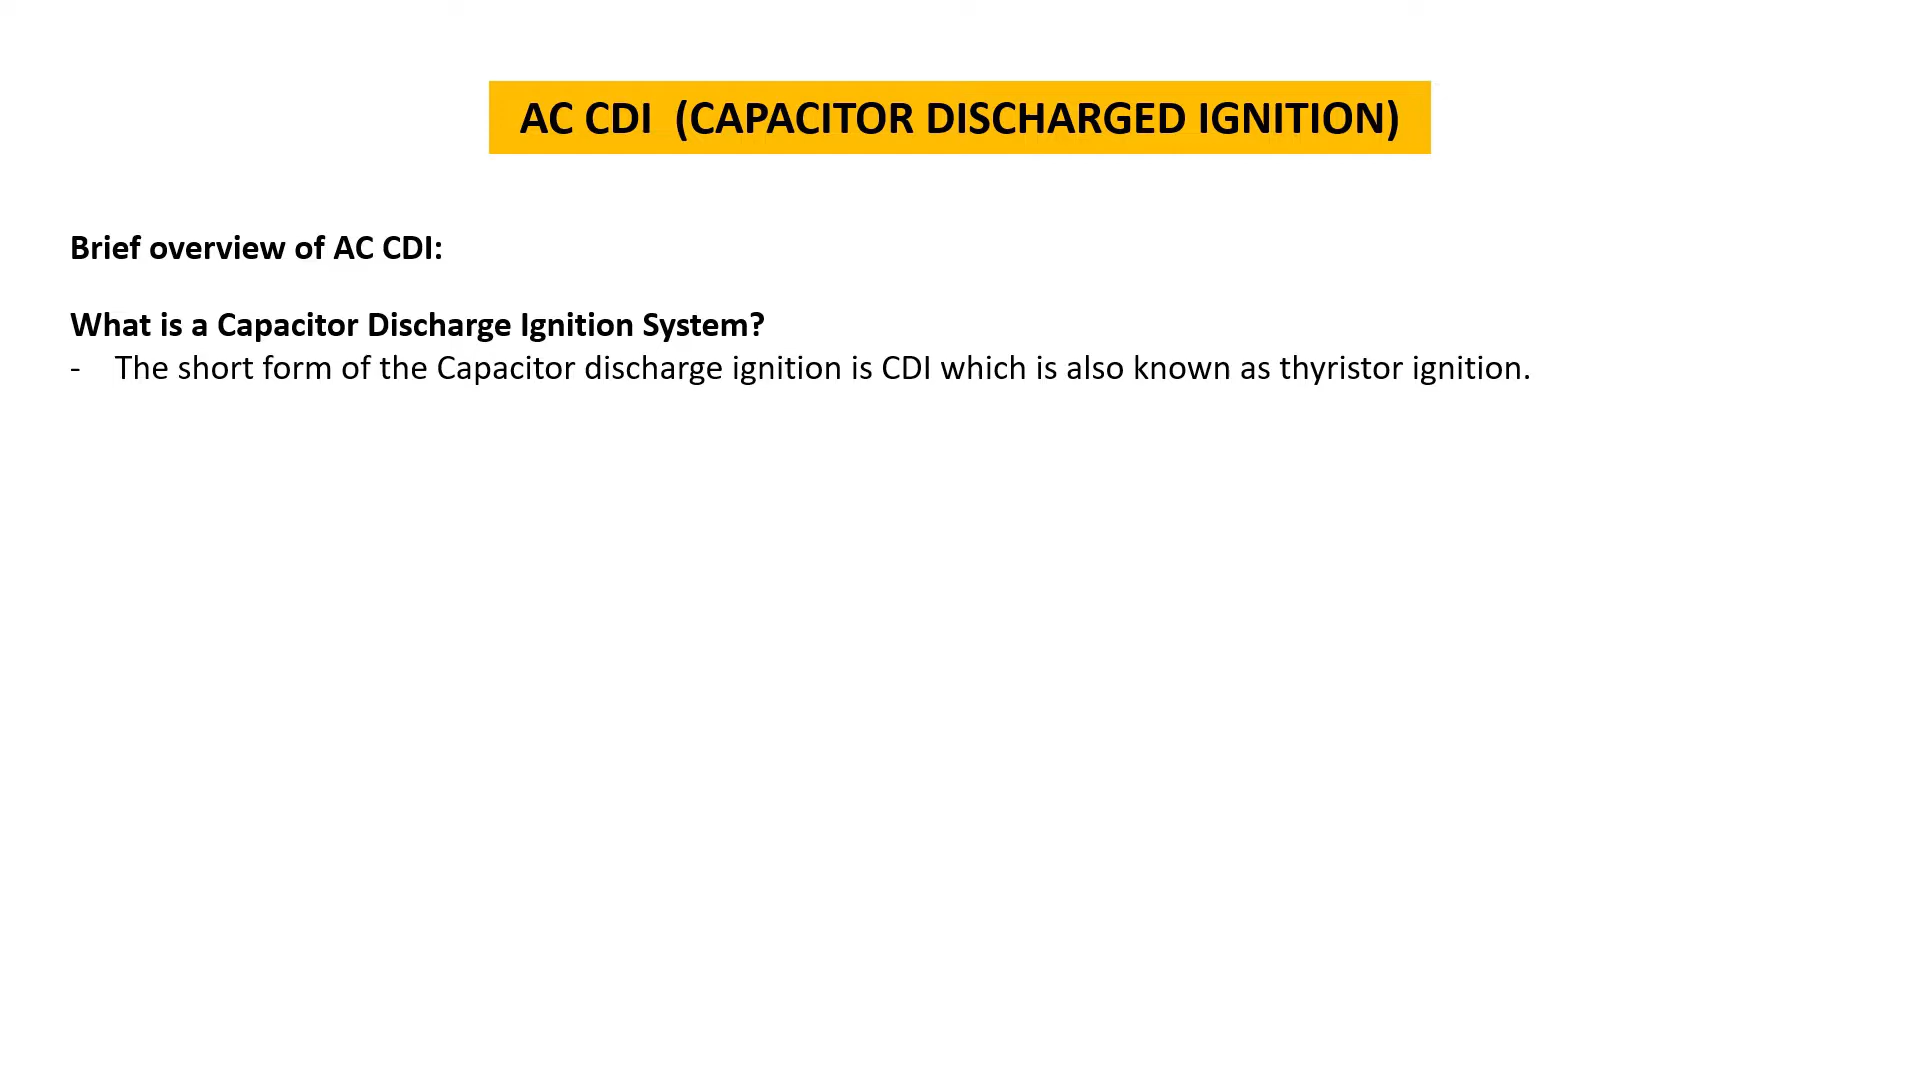 AC CDI  (CAPACITOR DISCHARGED IGNITION)
Brief overview of AC CDI:
What is a Capacitor Discharge Ignition System?
- The short form of the Capacitor discharge ignition is CDI which is also known as thyristor ignition.